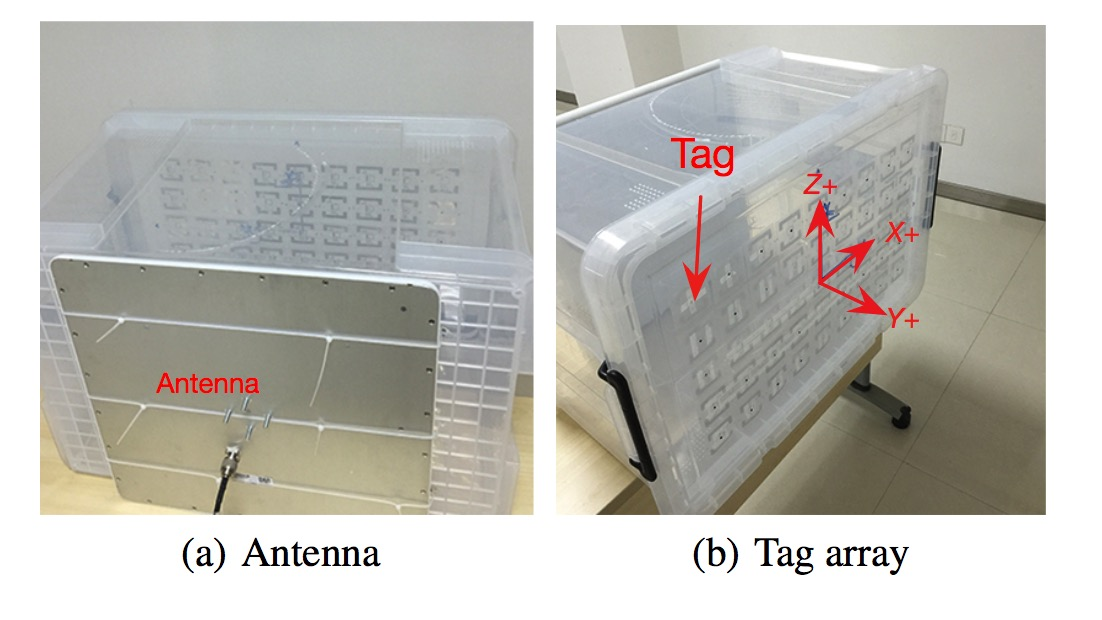 Antenna
Tag
Z+
X+
Y+
(a) Antenna
(b) Tag array